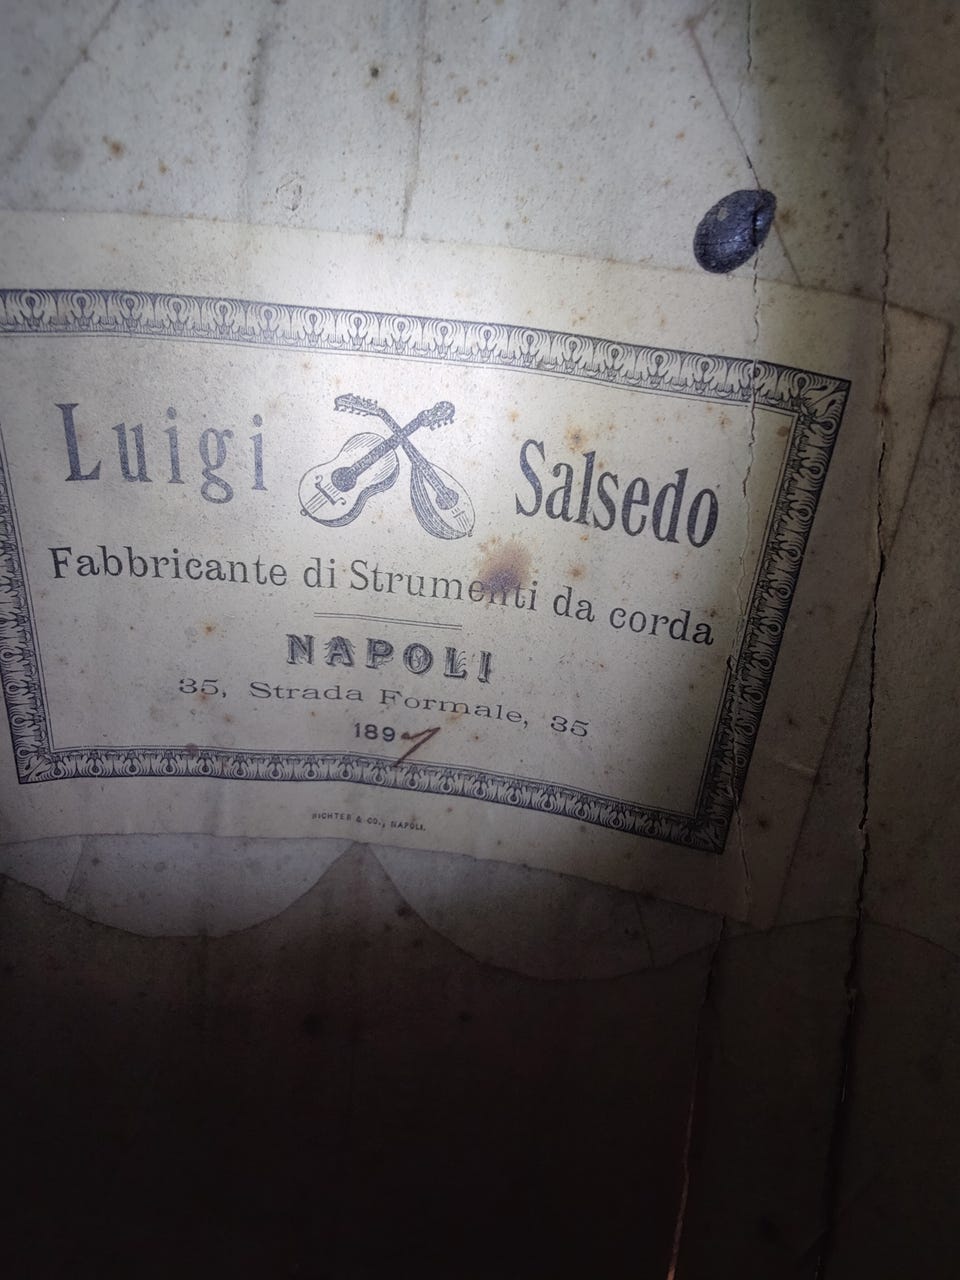 Luigi Salsedo
Fabbricante di Strumenti da corda
NAPOLI
35, Strada Formale, 35
1897
RICHTER & CO., NAPOLI.